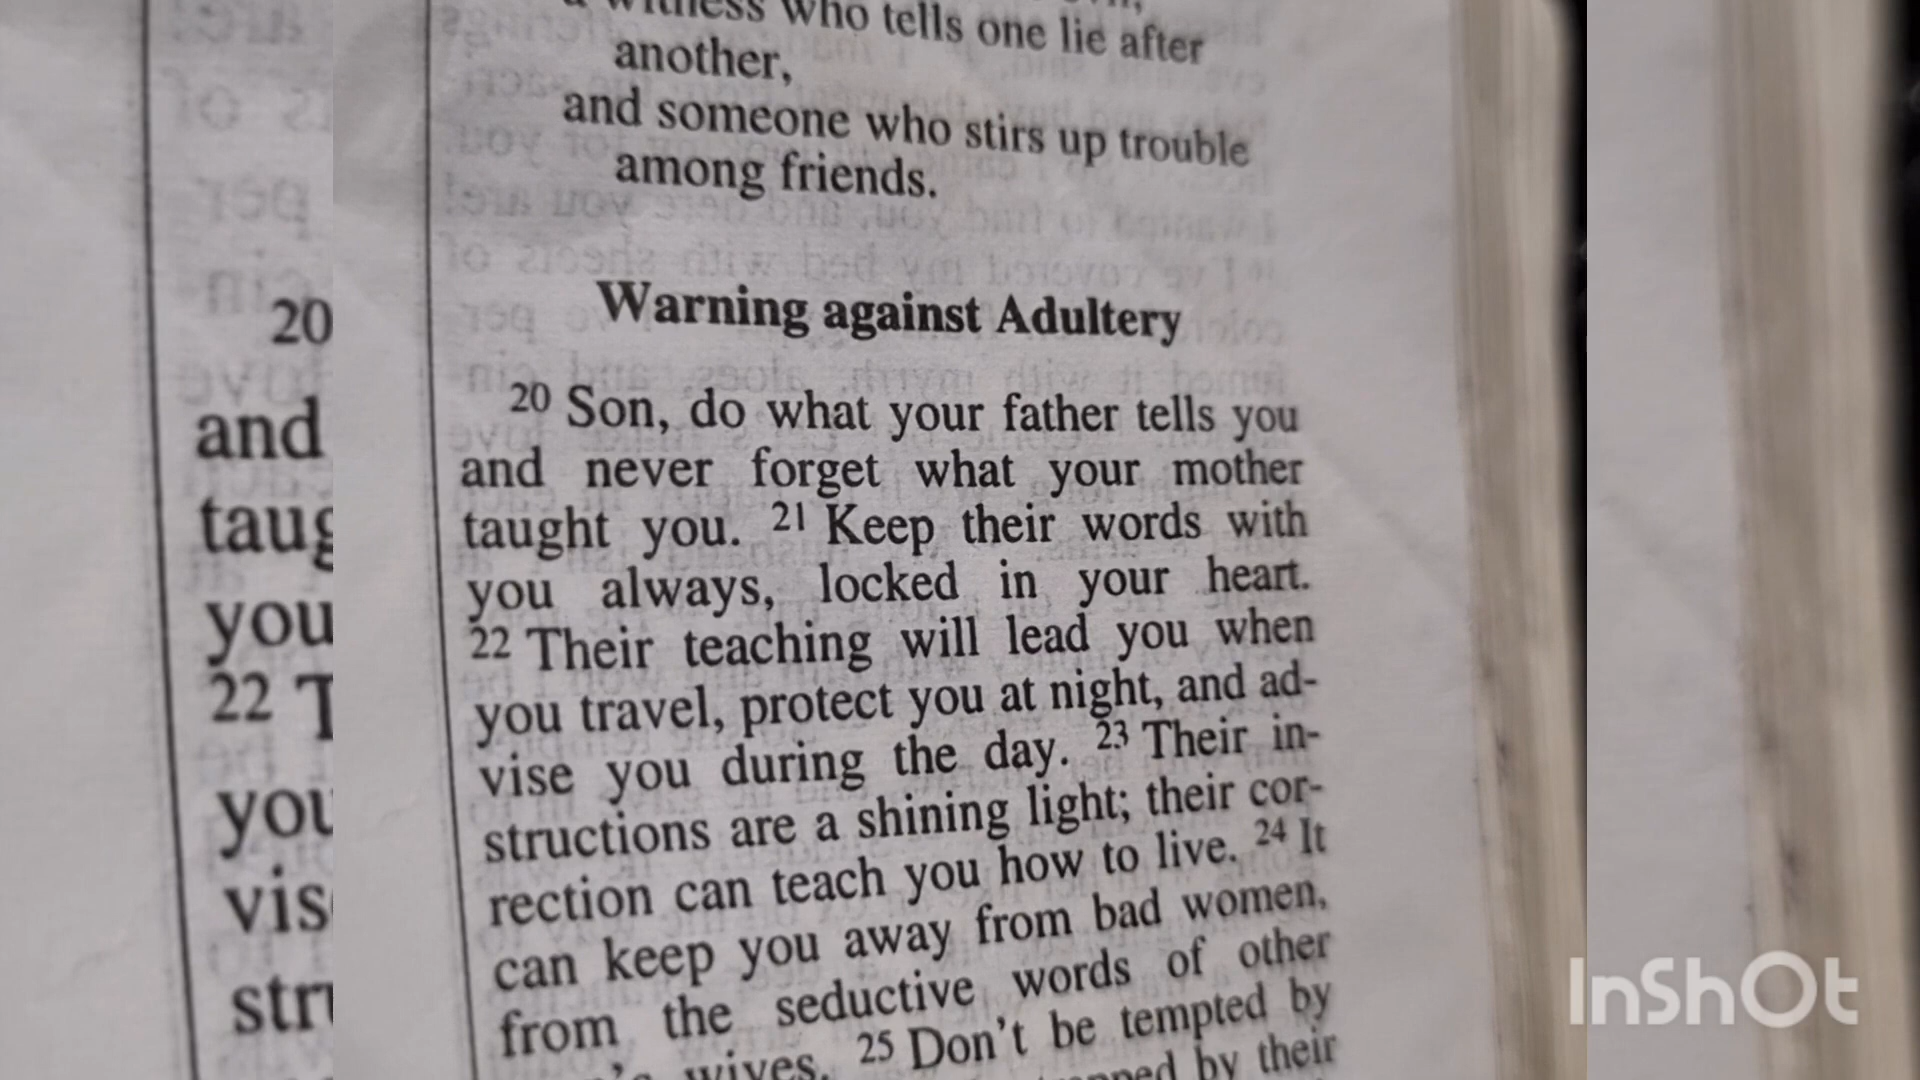 witness who tells one lie after
another,
and someone who stirs up trouble
among friends.
Warning against Adultery
20 Son, do what your father tells you
and never forget what your mother
taught you. 21 Keep their words with
you always, locked in your heart.
22 Their teaching will lead you when
you travel, protect you at night, and ad-
vise you during the day. 23 Their in-
structions are a shining light; their cor-
rection can teach you how to live. 24 It
can keep you away from bad women,
from the seductive words of other
wives. 25 Don't be tempted by
by their
20
and
taug
you
22 T
you
vis
str
InShOt